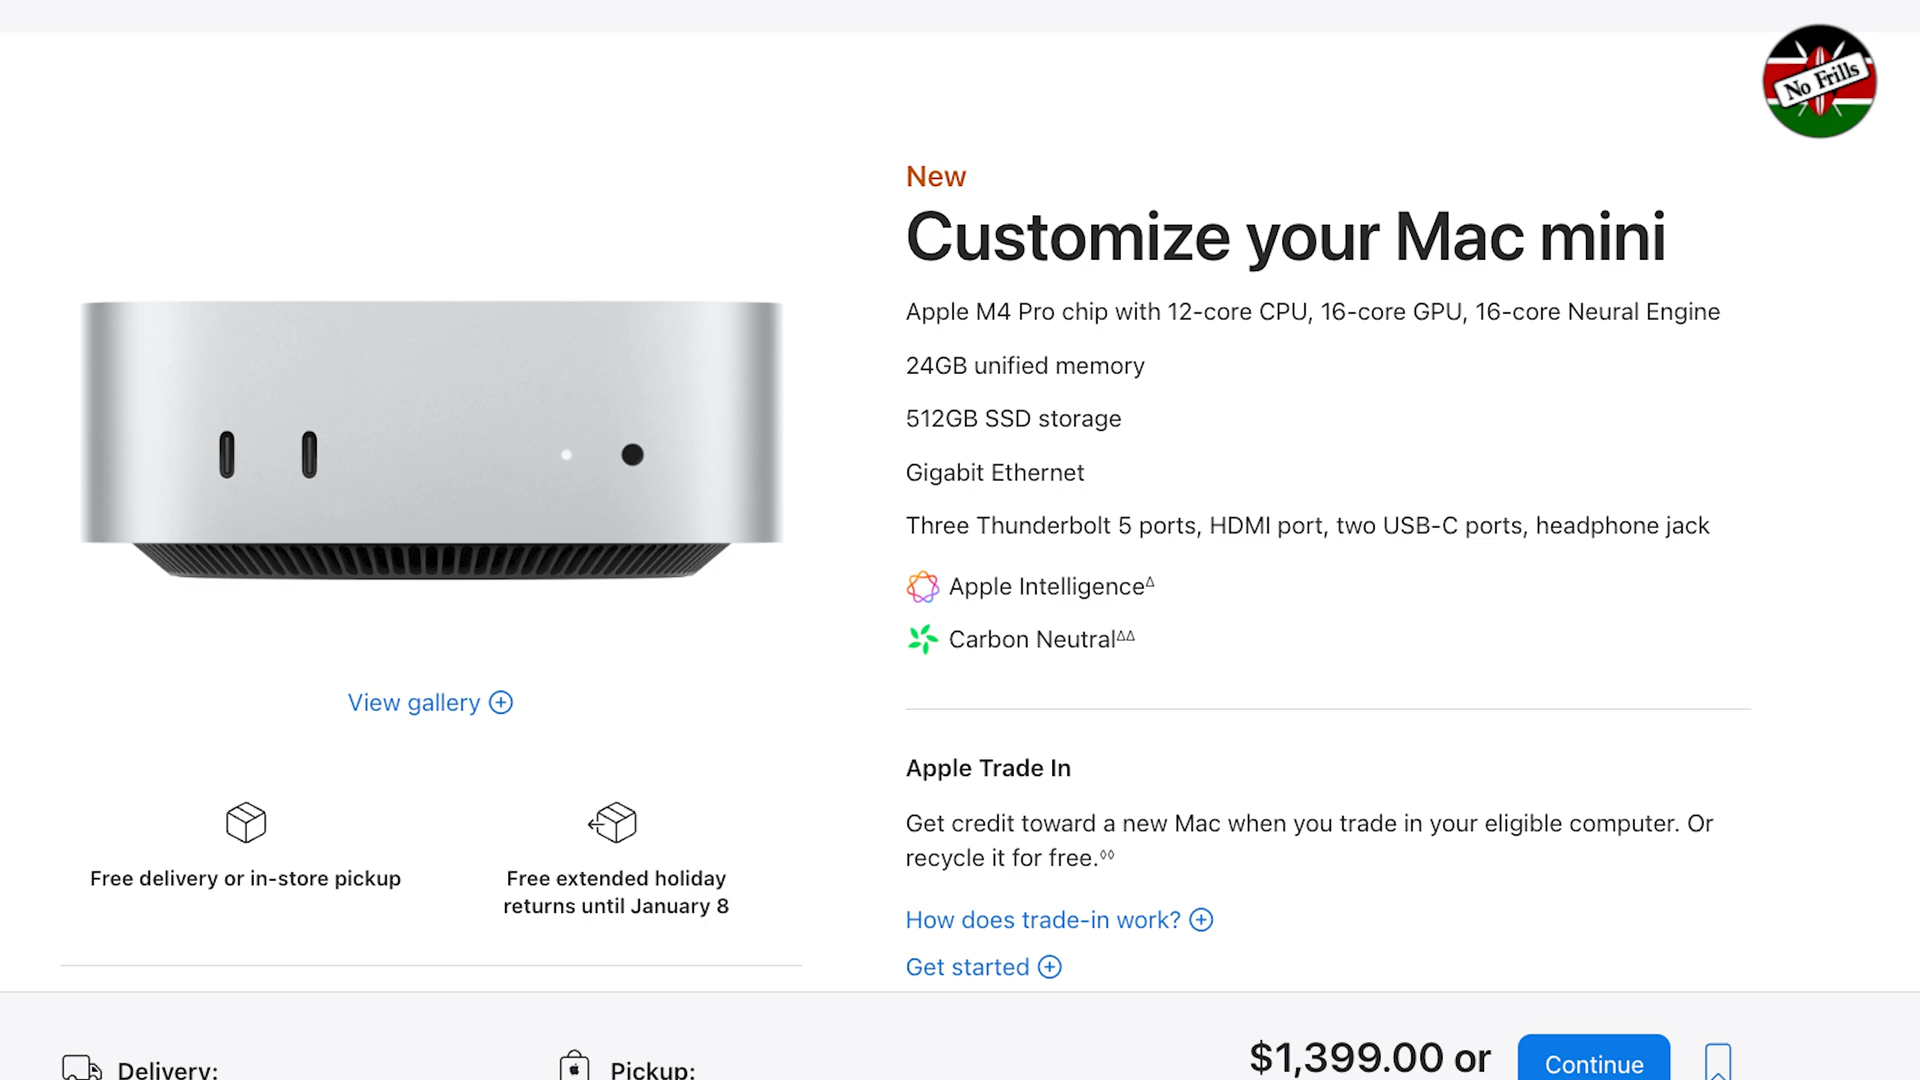 No Frills
New
Customize your Mac mini
Apple M4 Pro chip with 12-core CPU, 16-core GPU, 16-core Neural Engine
24GB unified memory
512GB SSD storage
Gigabit Ethernet
Three Thunderbolt 5 ports, HDMI port, two USB-C ports, headphone jack
Apple Intelligence△
Carbon Neutral△△
View gallery
Free delivery or in-store pickup
Free extended holiday
returns until January 8
Apple Trade In
Get credit toward a new Mac when you trade in your eligible computer. Or
recycle it for free.◊◊
How does trade-in work?
Get started
Delivery:
Pickup:
$1,399.00 or
Continue